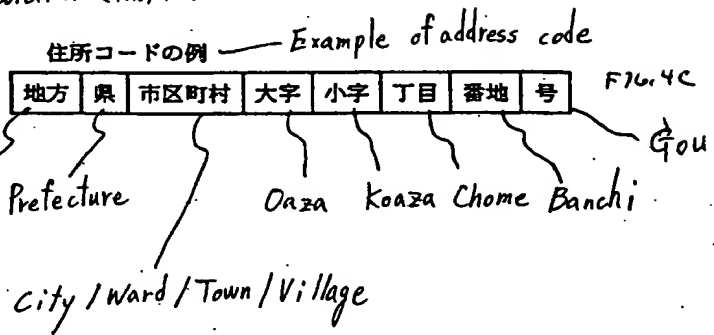 住所コードの例 Example of address code
地方 県 市区町村 大字 小字 丁目 番地 号 FIG. 4C
Gou
Prefecture Oaza Koaza Chome Banchi
City / Ward / Town / Village